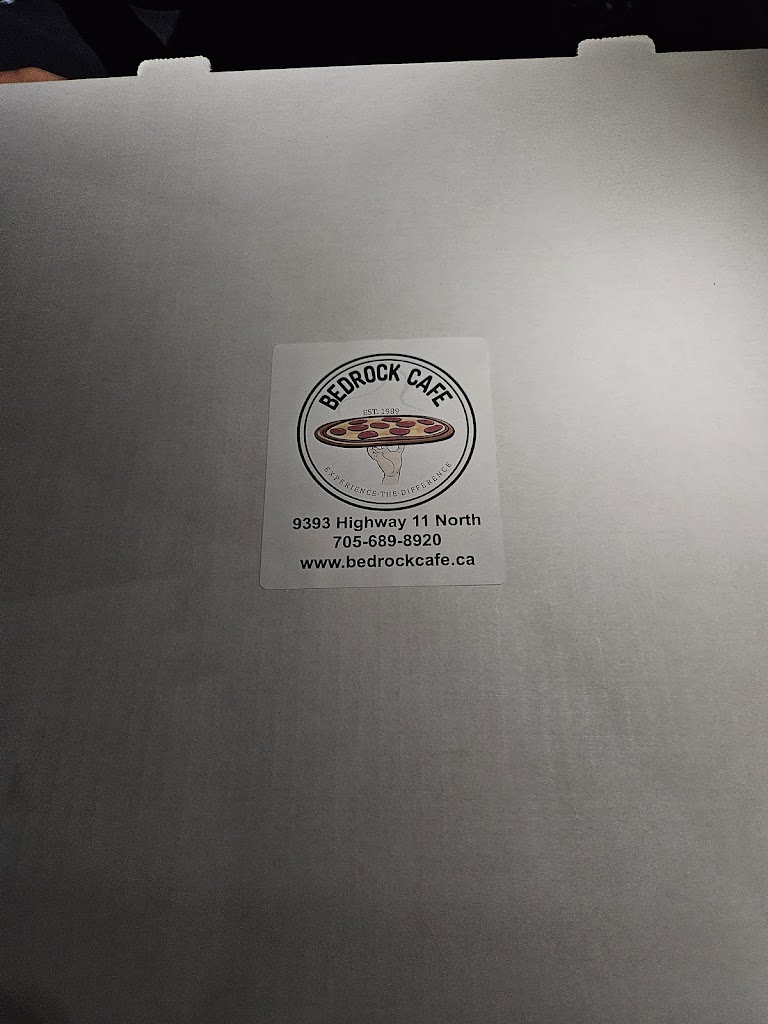 BEDROCK CAFE
EST. 1989
EXPERIENCE-THE-DIFFERENCE
9393 Highway 11 North
705-689-8920
www.bedrockcafe.ca